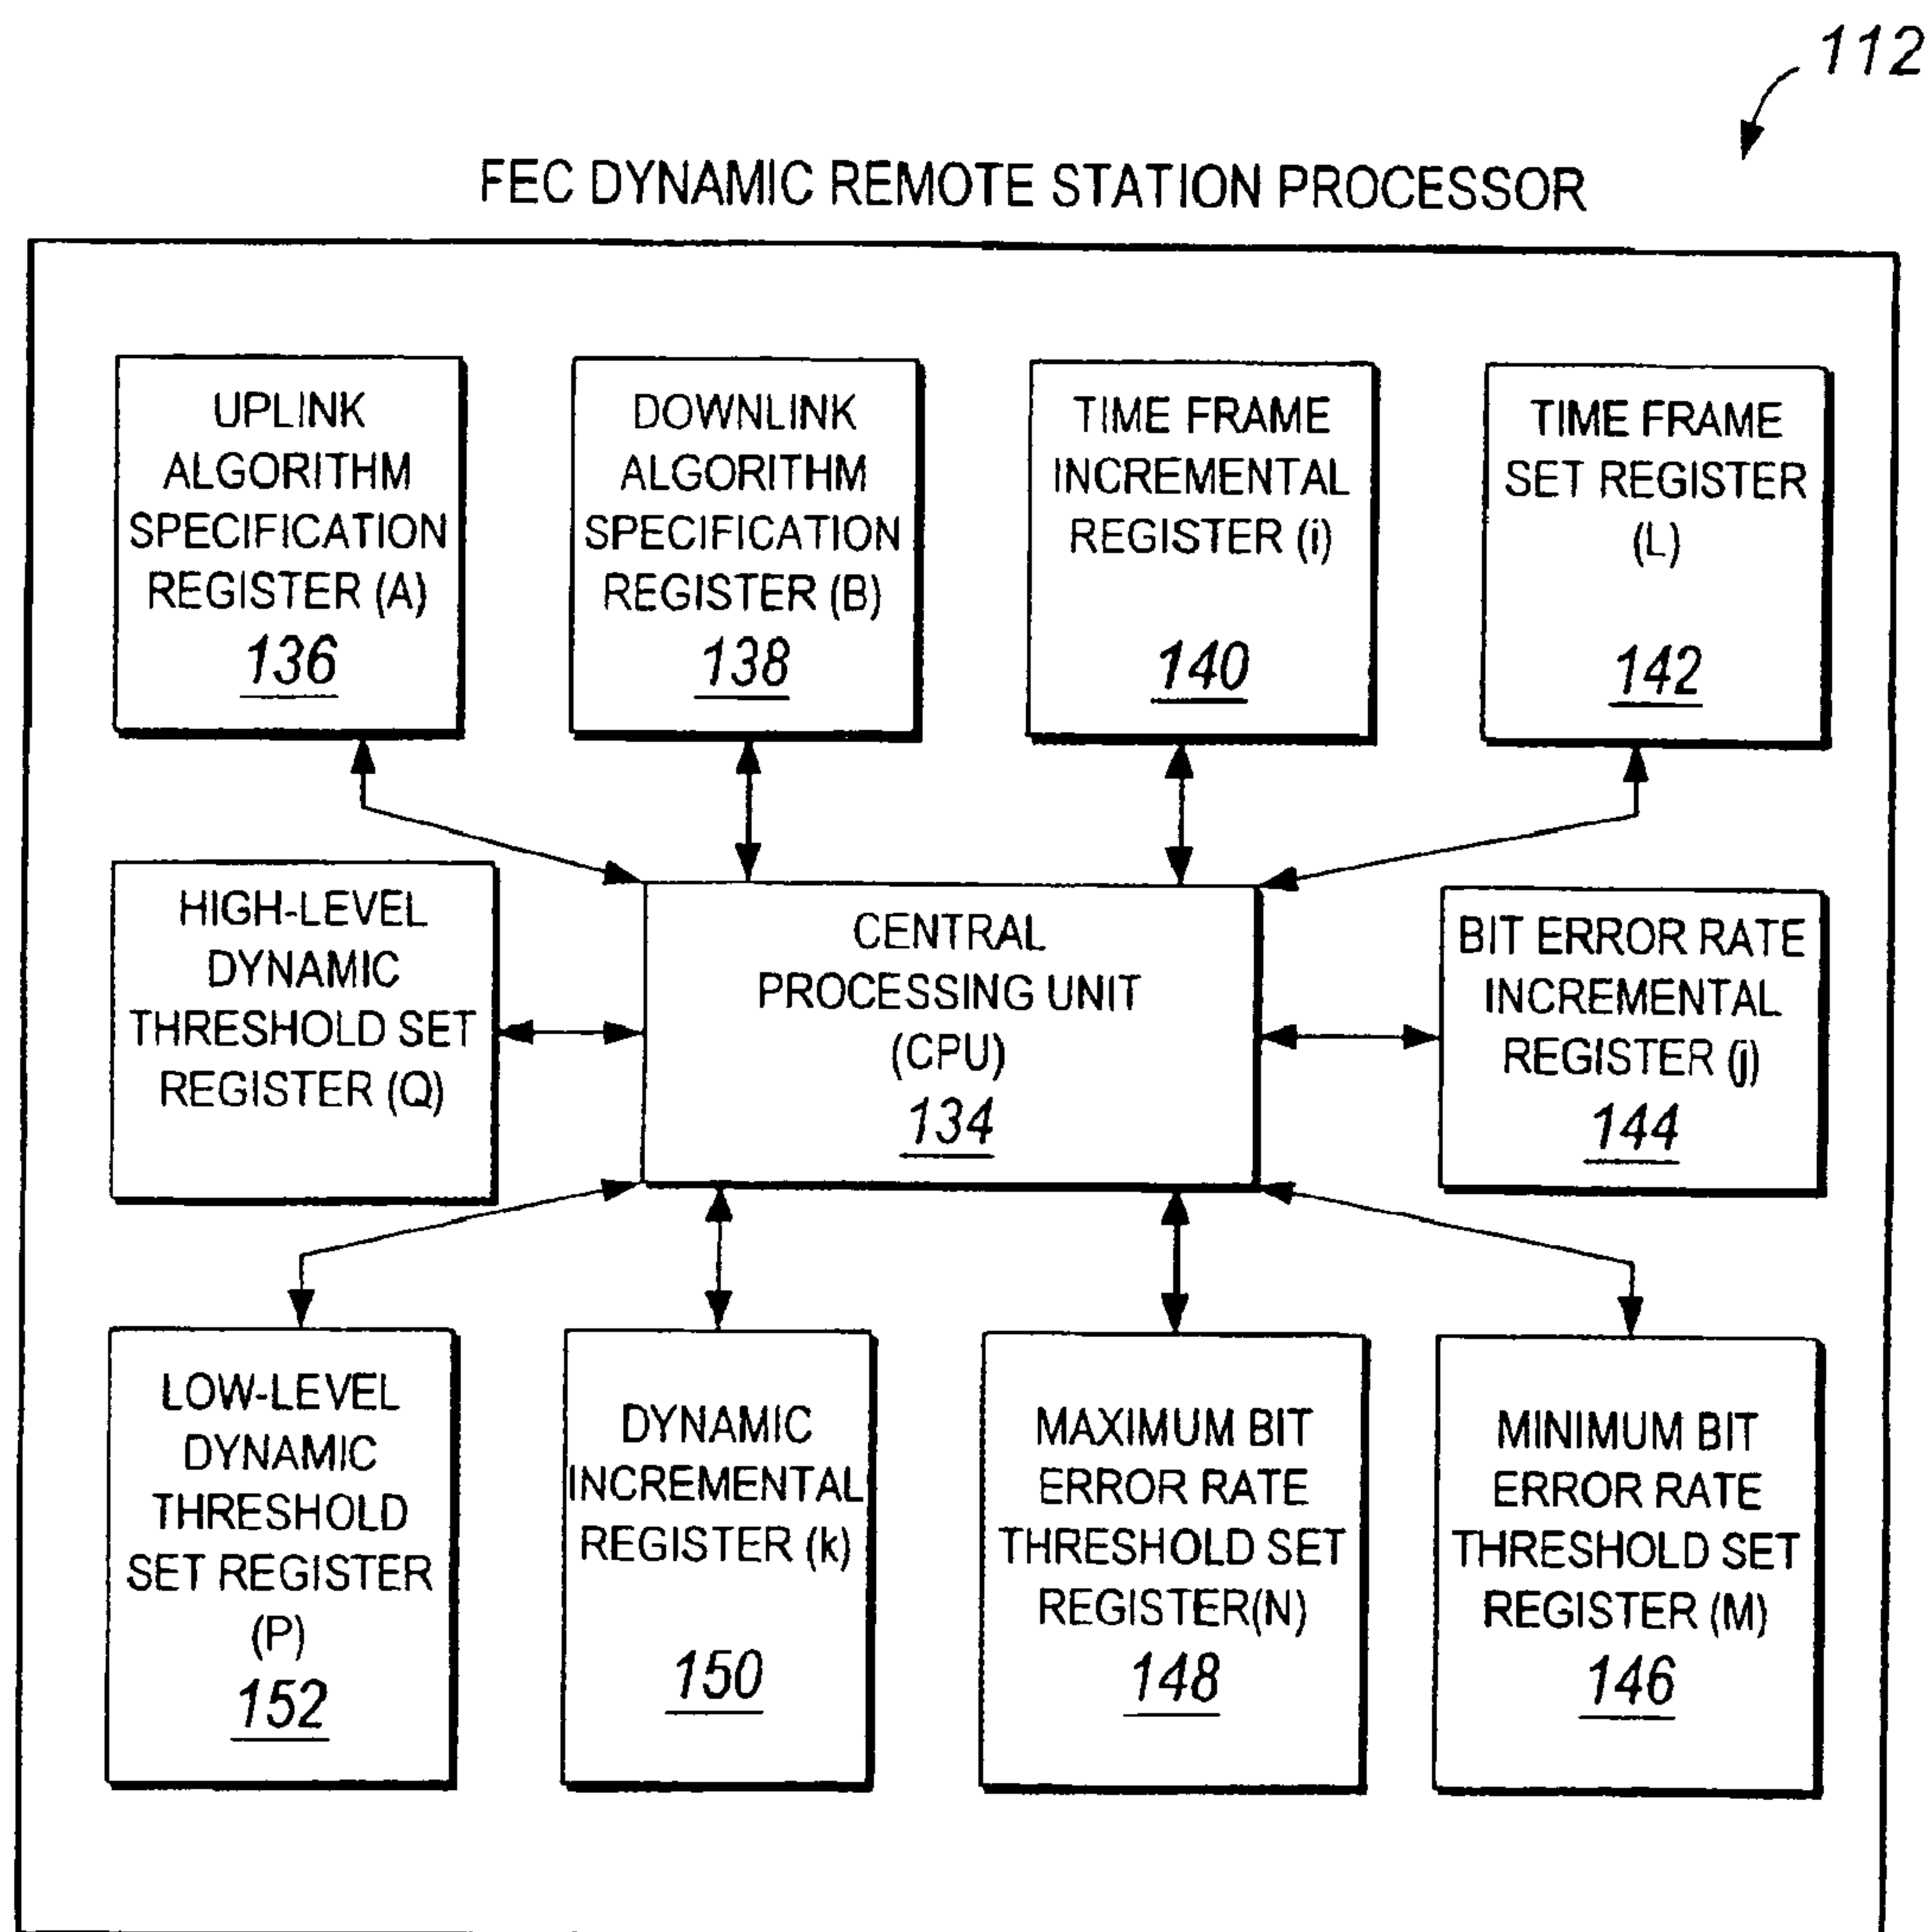 112
FEC DYNAMIC REMOTE STATION PROCESSOR
UPLINK
ALGORITHM
SPECIFICATION
REGISTER (A)
136
DOWNLINK
ALGORITHM
SPECIFICATION
REGISTER (B)
138
TIME FRAME
INCREMENTAL
REGISTER (i)
140
TIME FRAME
SET REGISTER
(L)
142
HIGH-LEVEL
DYNAMIC
THRESHOLD SET
REGISTER (Q)
CENTRAL
PROCESSING UNIT
(CPU)
134
BIT ERROR RATE
INCREMENTAL
REGISTER (j)
144
LOW-LEVEL
DYNAMIC
THRESHOLD
SET REGISTER
(P)
152
DYNAMIC
INCREMENTAL
REGISTER (k)
150
MAXIMUM BIT
ERROR RATE
THRESHOLD SET
REGISTER(N)
148
MINIMUM BIT
ERROR RATE
THRESHOLD SET
REGISTER (M)
146